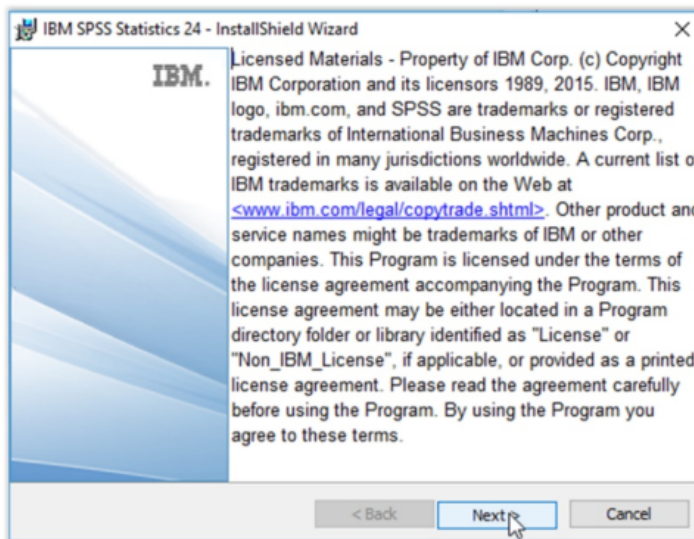 IBM SPSS Statistics 24 - InstallShield Wizard
IBM.
Licensed Materials - Property of IBM Corp. (c) Copyright
IBM Corporation and its licensors 1989, 2015. IBM, IBM
logo, ibm.com, and SPSS are trademarks or registered
trademarks of International Business Machines Corp.,
registered in many jurisdictions worldwide. A current list o
IBM trademarks is available on the Web at
<www.ibm.com/legal/copytrade.shtml>. Other product and
service names might be trademarks of IBM or other
companies. This Program is licensed under the terms of
the license agreement accompanying the Program. This
license agreement may be either located in a Program
directory folder or library identified as "License" or
"Non_IBM_License", if applicable, or provided as a printed
license agreement. Please read the agreement carefully
before using the Program. By using the Program you
agree to these terms.
< Back Next > Cancel